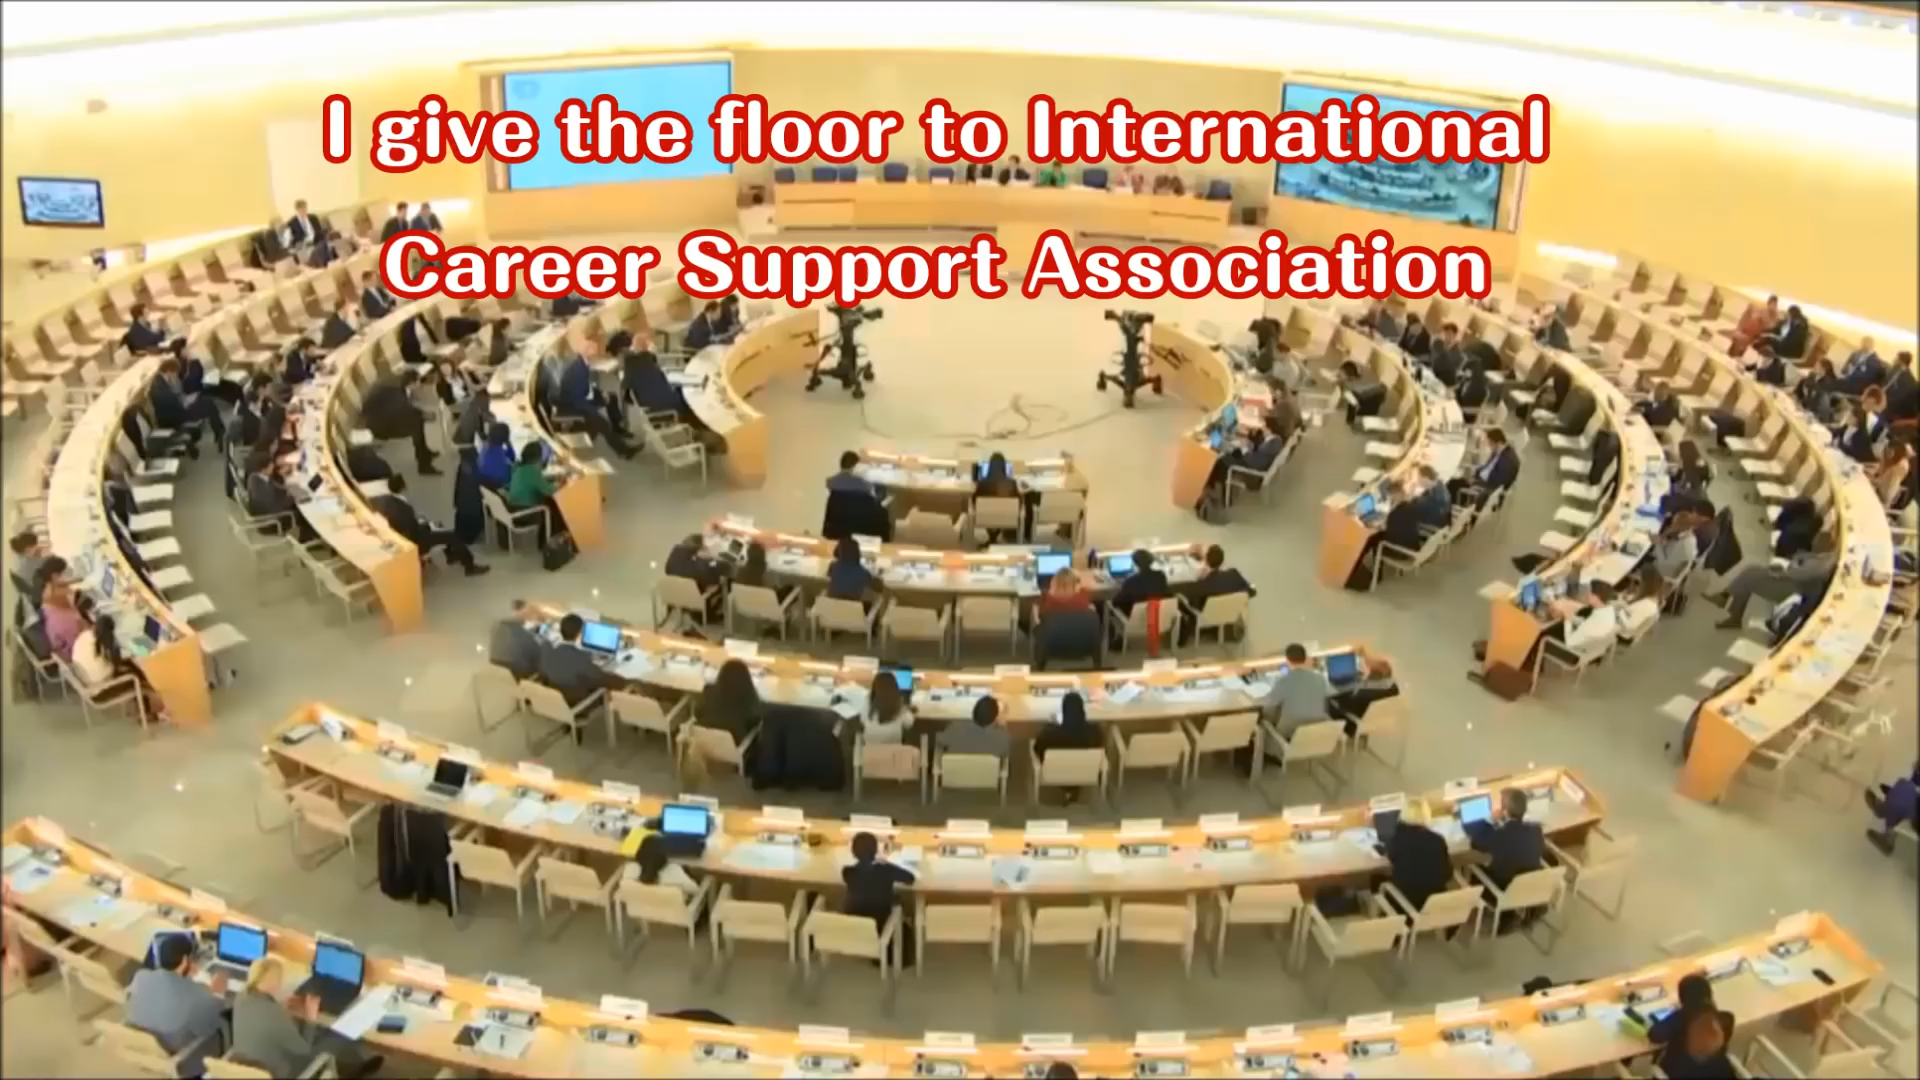 I give the floor to International
Career Support Association